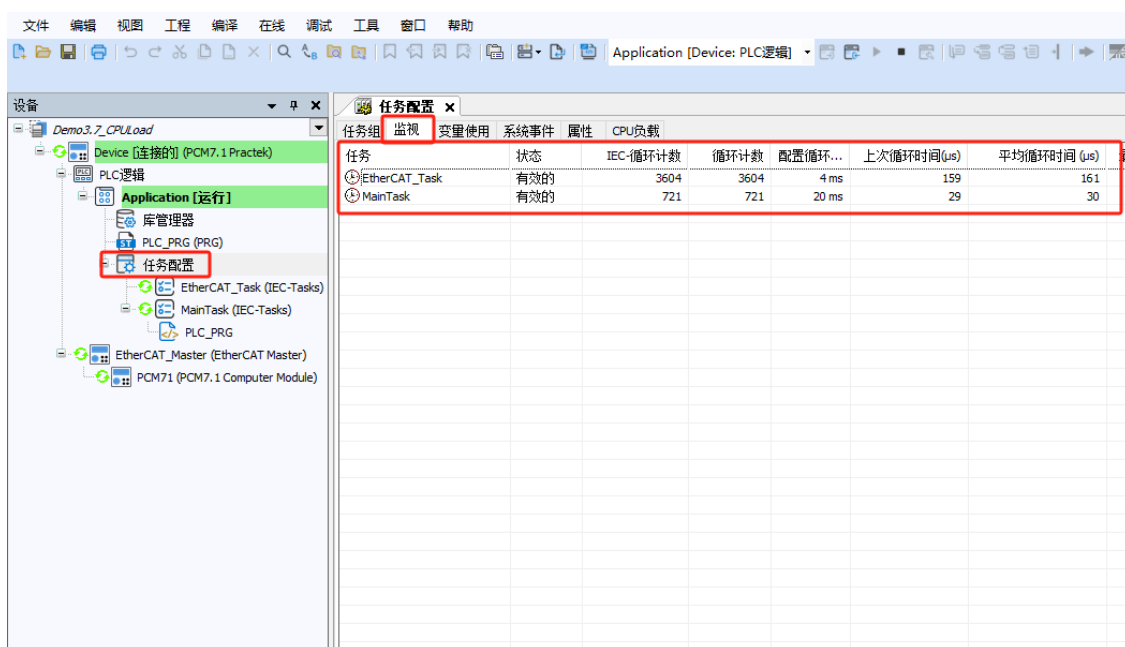 文件 编辑 视图 工程 编译 在线 调试 工具 窗口 帮助
Application [Device: PLC逻辑]
设备
Demo3.7_CPULoad
Device [连接的] (PCM7.1 Practek)
PLC逻辑
Application [运行]
库管理器
PLC_PRG (PRG)
任务配置
EtherCAT_Task (IEC-Tasks)
MainTask (IEC-Tasks)
PLC_PRG
EtherCAT_Master (EtherCAT Master)
PCM71 (PCM7.1 Computer Module)
任务配置
任务组 监视 变量使用 系统事件 属性 CPU负载
任务 状态 IEC-循环计数 循环计数 配置循环... 上次循环时间(µs) 平均循环时间 (µs)
EtherCAT_Task 有效的 3604 3604 4 ms 159 161
MainTask 有效的 721 721 20 ms 29 30